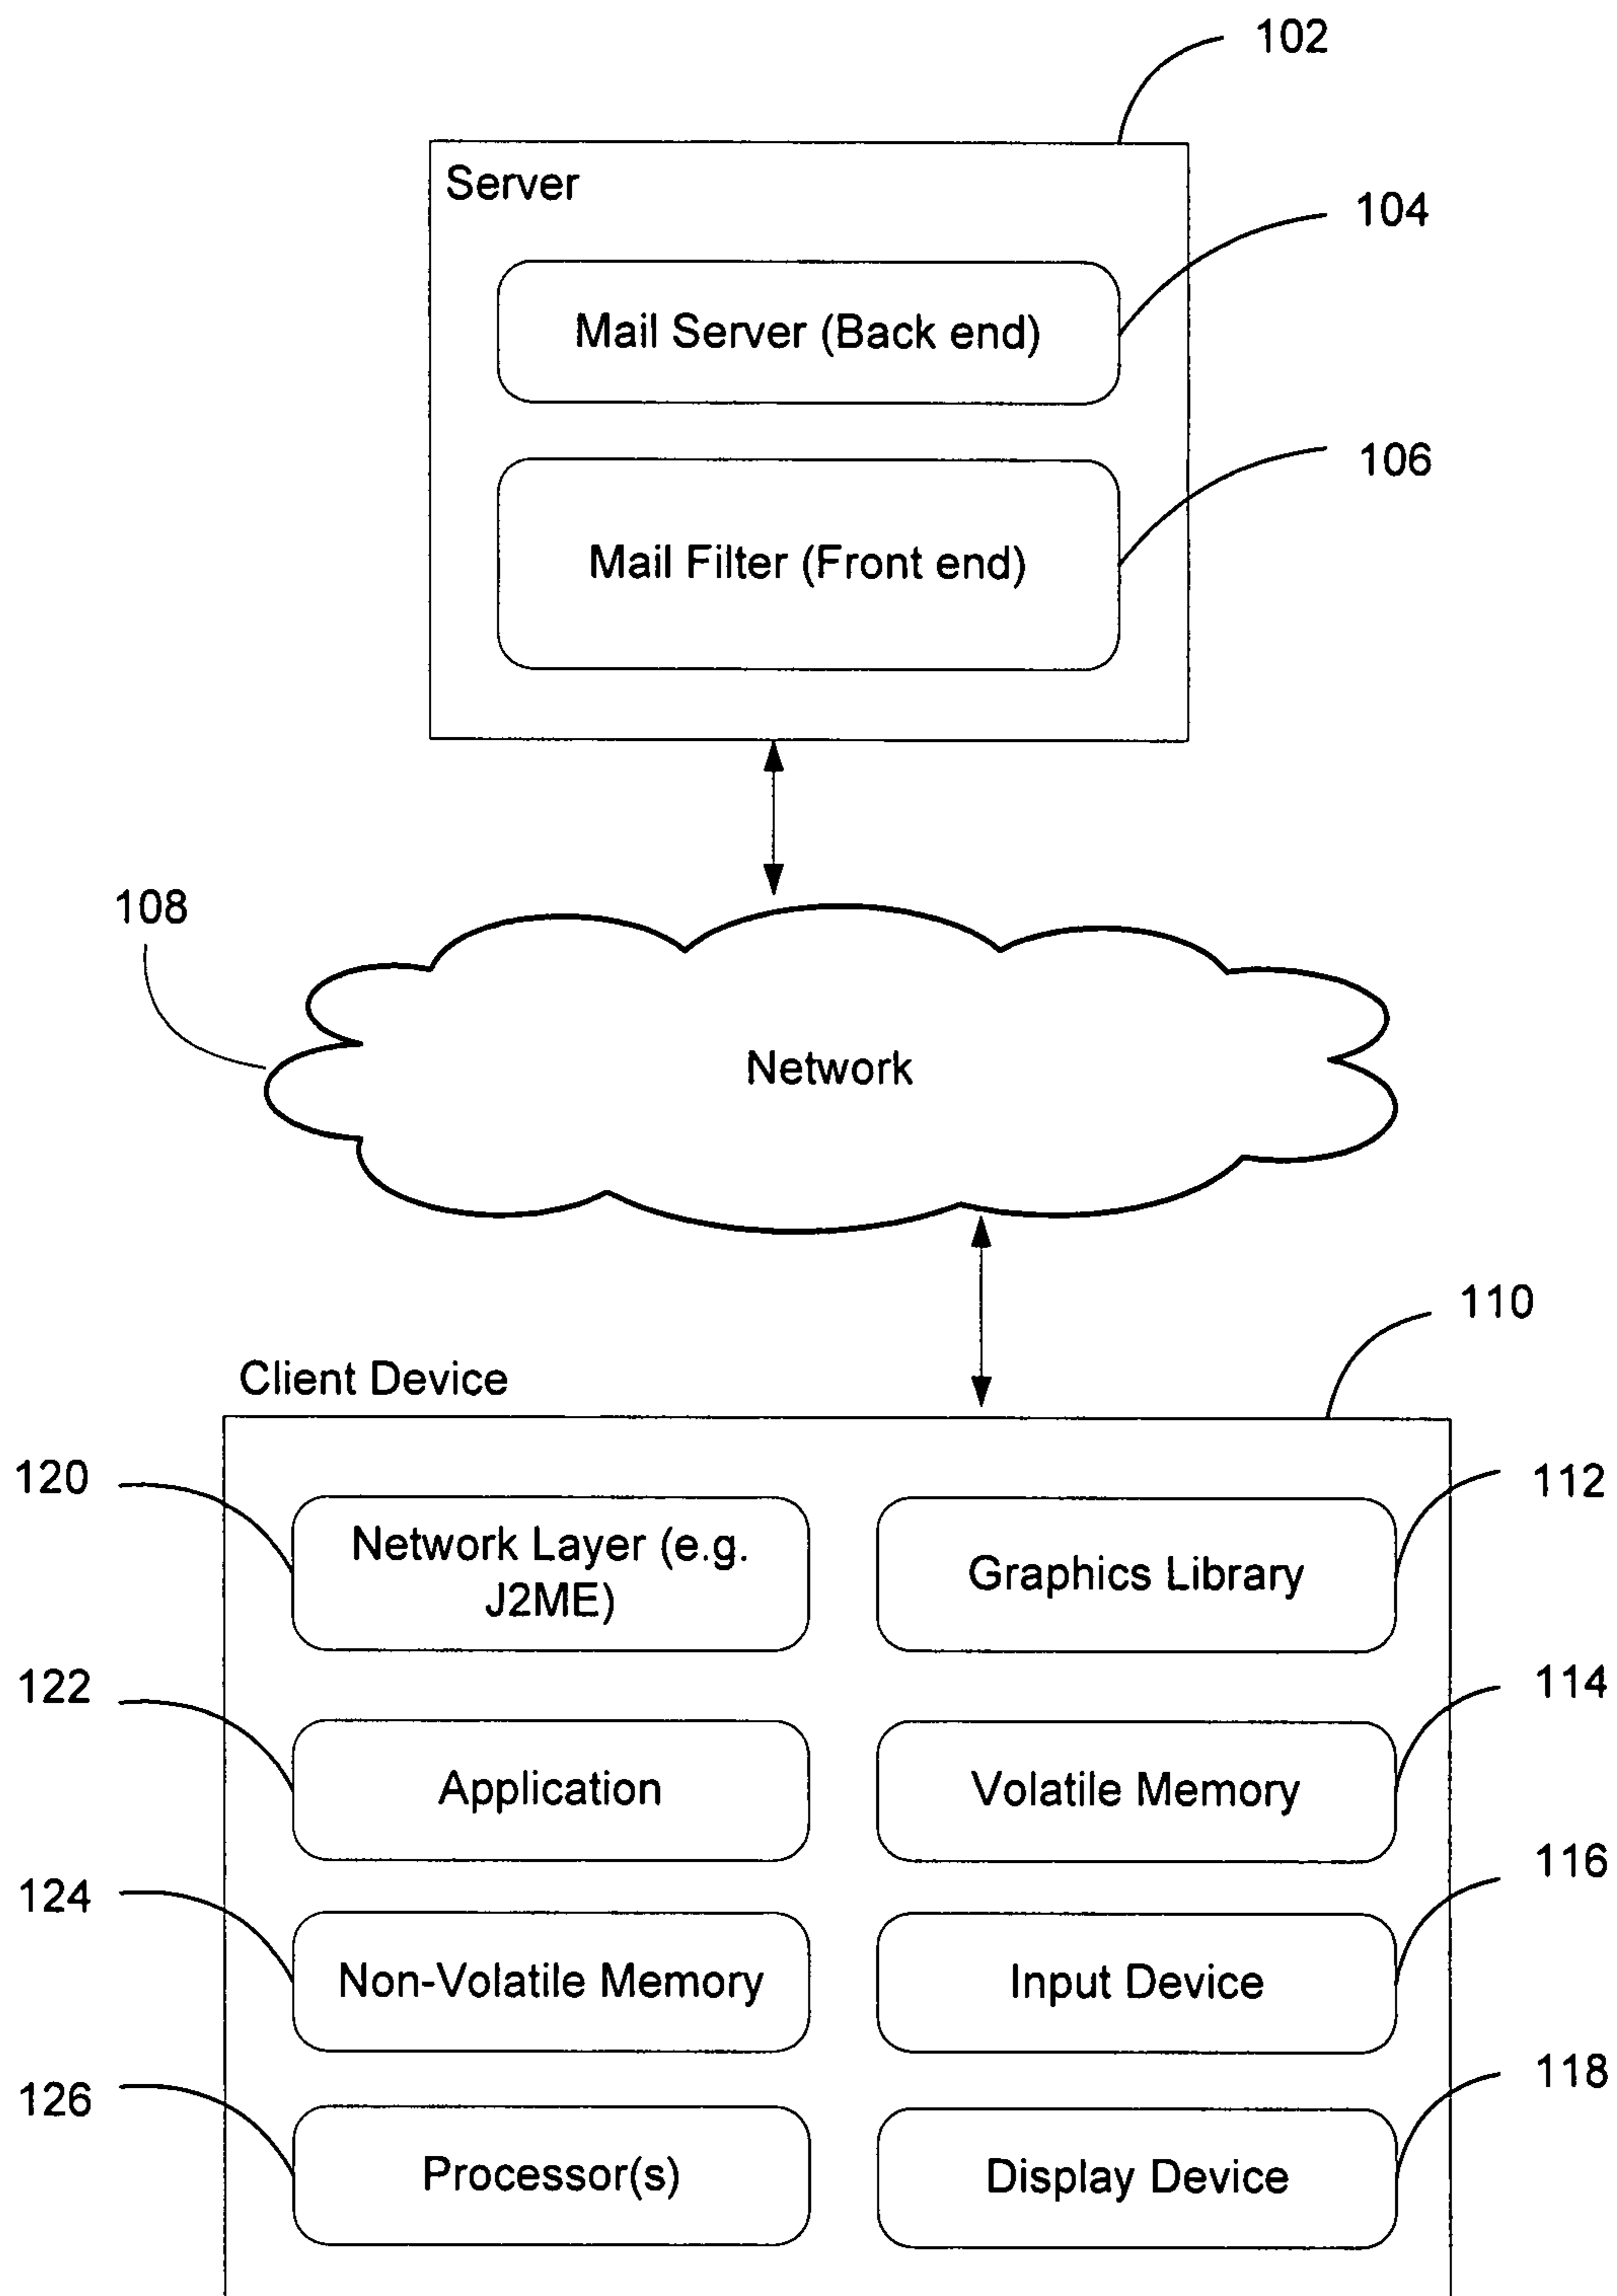 102
Server
104
Mail Server (Back end)
106
Mail Filter (Front end)
108
Network
110
Client Device
120
Network Layer (e.g.
J2ME)
Graphics Library
112
122
Application
Volatile Memory
114
124
Non-Volatile Memory
Input Device
116
126
Processor(s)
Display Device
118